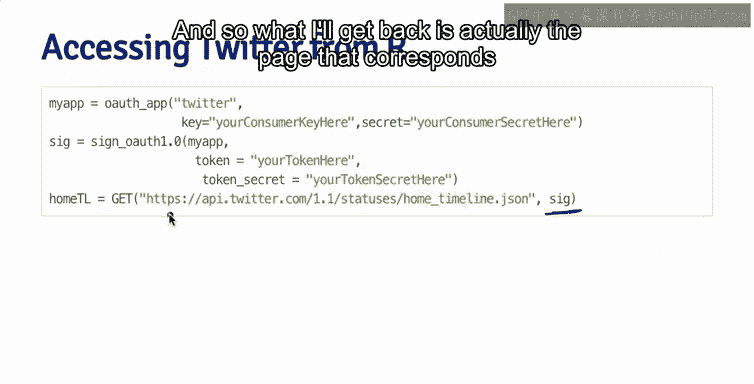 And so what I'll get back is actually the
page that corresponds
Accessing Twitter from R
myapp = oauth_app("twitter",
key="yourConsumerKeyHere",secret="yourConsumerSecretHere")
sig = sign_oauth1.0(myapp,
token = "yourTokenHere",
token_secret = "yourTokenSecretHere")
homeTL = GET("https://api.twitter.com/1.1/statuses/home_timeline.json", sig)